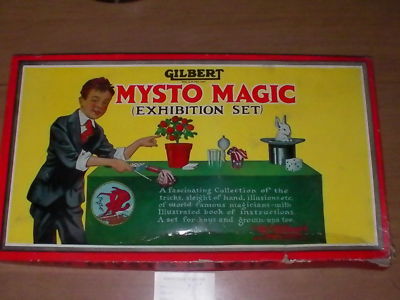 GILBERT
MYSTO MAGIC
(EXHIBITION SET)
A fascinating Collection of the
tricks, sleight of hand, illusions, etc.
of world famous magicians-with
Illustrated book of instructions.
A set for boys and grown-ups too.